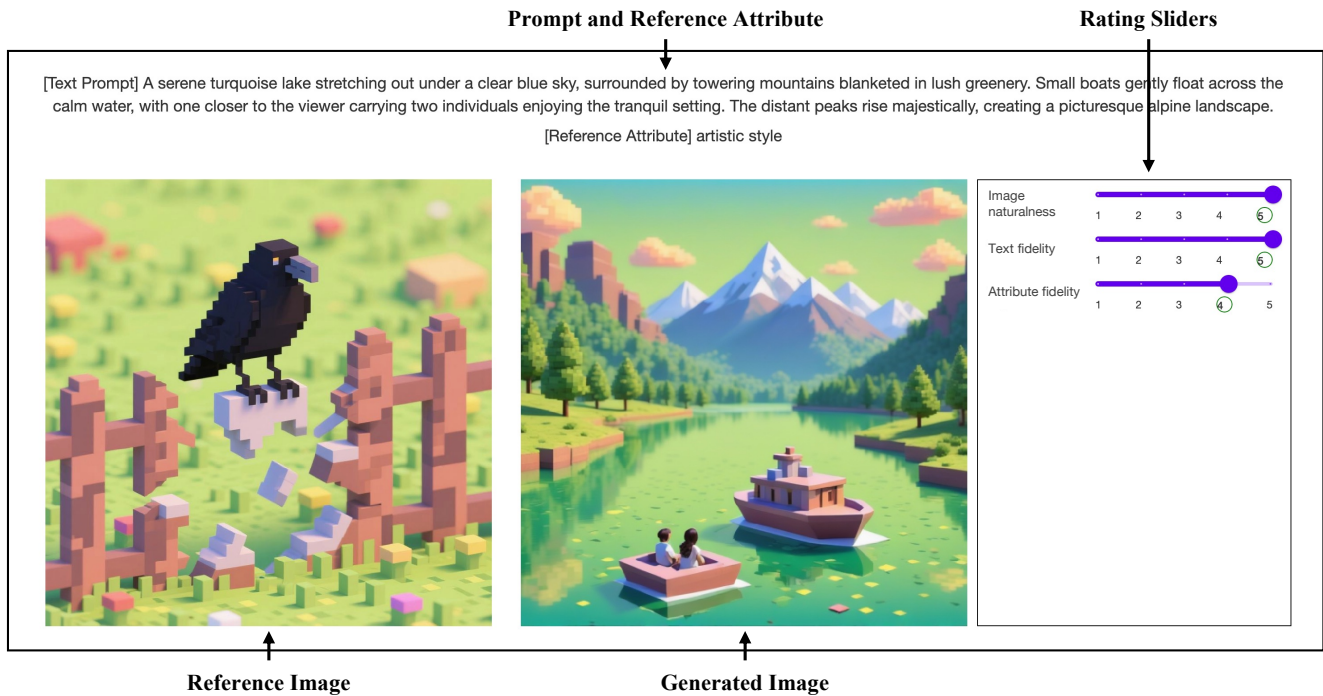 Prompt and Reference Attribute
Rating Sliders
[Text Prompt] A serene turquoise lake stretching out under a clear blue sky, surrounded by towering mountains blanketed in lush greenery. Small boats gently float across the
calm water, with one closer to the viewer carrying two individuals enjoying the tranquil setting. The distant peaks rise majestically, creating a picturesque alpine landscape.
[Reference Attribute] artistic style
Image
naturalness
1 2 3 4 5
Text fidelity
1 2 3 4 5
Attribute fidelity
1 2 3 4 5
Reference Image
Generated Image